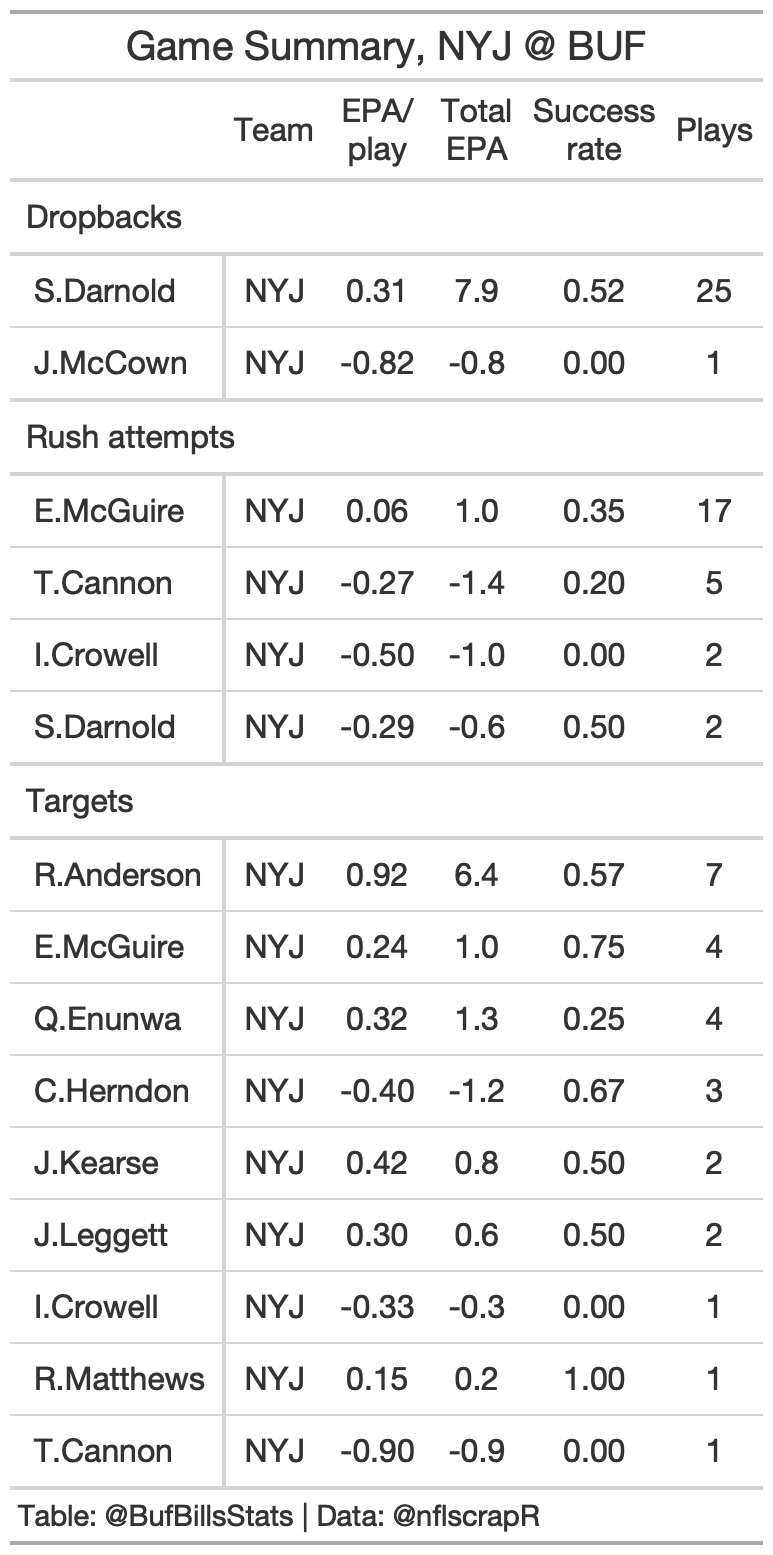 Game Summary, NYJ @ BUF
Team EPA/ play Total EPA Success rate Plays
Dropbacks
S.Darnold NYJ 0.31 7.9 0.52 25
J.McCown NYJ -0.82 -0.8 0.00 1
Rush attempts
E.McGuire NYJ 0.06 1.0 0.35 17
T.Cannon NYJ -0.27 -1.4 0.20 5
I.Crowell NYJ -0.50 -1.0 0.00 2
S.Darnold NYJ -0.29 -0.6 0.50 2
Targets
R.Anderson NYJ 0.92 6.4 0.57 7
E.McGuire NYJ 0.24 1.0 0.75 4
Q.Enunwa NYJ 0.32 1.3 0.25 4
C.Herndon NYJ -0.40 -1.2 0.67 3
J.Kearse NYJ 0.42 0.8 0.50 2
J.Leggett NYJ 0.30 0.6 0.50 2
I.Crowell NYJ -0.33 -0.3 0.00 1
R.Matthews NYJ 0.15 0.2 1.00 1
T.Cannon NYJ -0.90 -0.9 0.00 1
Table: @BufBillsStats | Data: @nflscrapR